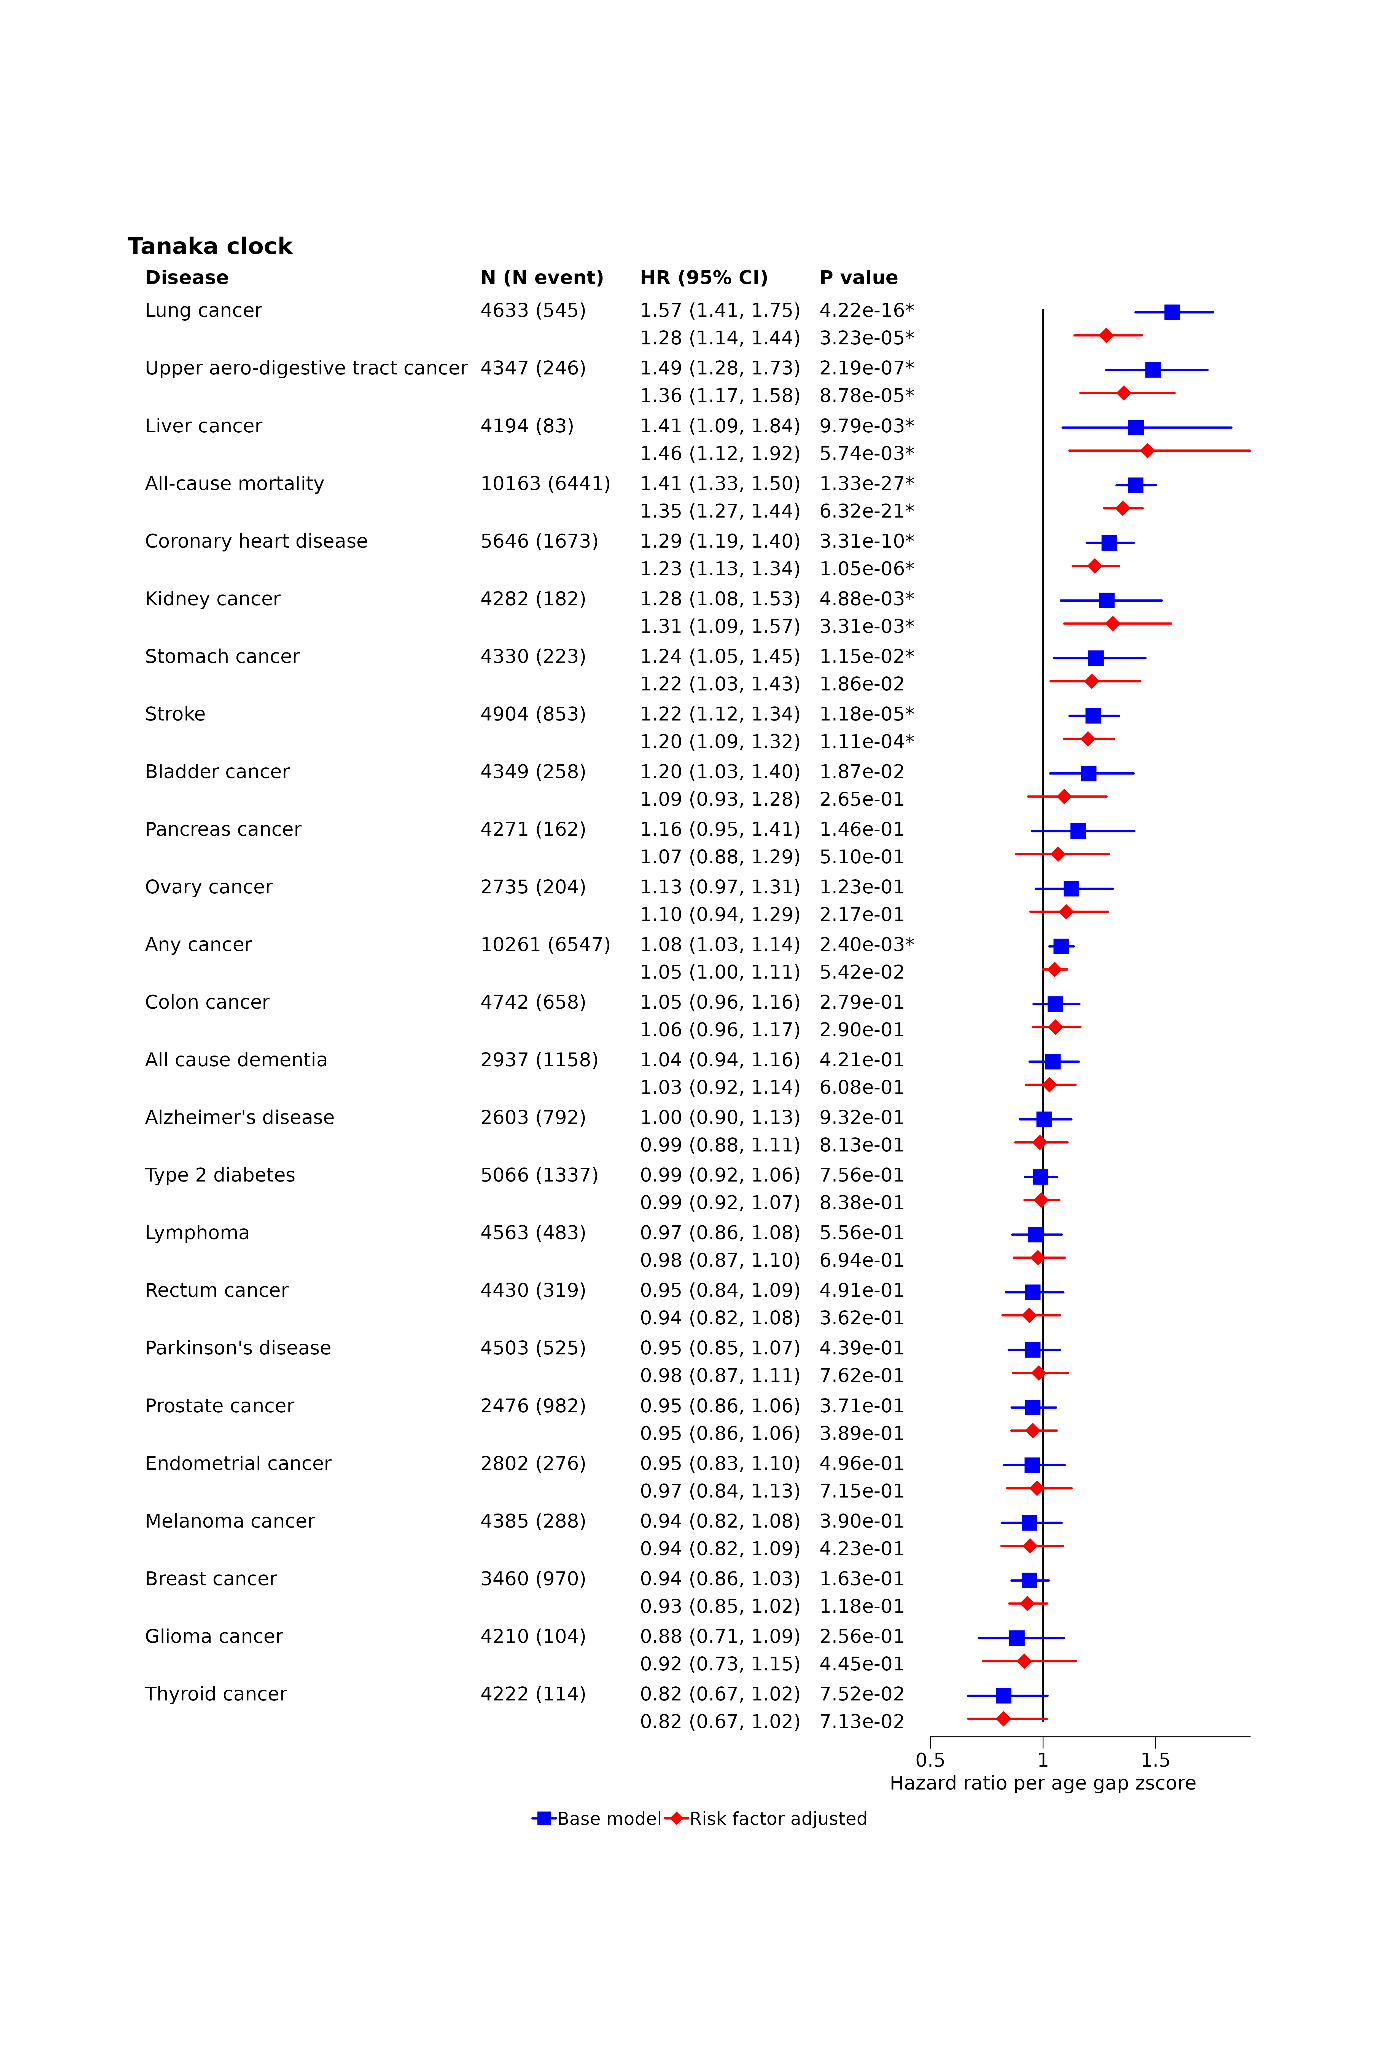 Tanaka clock
Disease N (N event) HR (95% CI) P value
Lung cancer 4633 (545) 1.57 (1.41, 1.75) 4.22e-16*
1.28 (1.14, 1.44) 3.23e-05*
Upper aero-digestive tract cancer 4347 (246) 1.49 (1.28, 1.73) 2.19e-07*
1.36 (1.17, 1.58) 8.78e-05*
Liver cancer 4194 (83) 1.41 (1.09, 1.84) 9.79e-03*
1.46 (1.12, 1.92) 5.74e-03*
All-cause mortality 10163 (6441) 1.41 (1.33, 1.50) 1.33e-27*
1.35 (1.27, 1.44) 6.32e-21*
Coronary heart disease 5646 (1673) 1.29 (1.19, 1.40) 3.31e-10*
1.23 (1.13, 1.34) 1.05e-06*
Kidney cancer 4282 (182) 1.28 (1.08, 1.53) 4.88e-03*
1.31 (1.09, 1.57) 3.31e-03*
Stomach cancer 4330 (223) 1.24 (1.05, 1.45) 1.15e-02*
1.22 (1.03, 1.43) 1.86e-02
Stroke 4904 (853) 1.22 (1.12, 1.34) 1.18e-05*
1.20 (1.09, 1.32) 1.11e-04*
Bladder cancer 4349 (258) 1.20 (1.03, 1.40) 1.87e-02
1.09 (0.93, 1.28) 2.65e-01
Pancreas cancer 4271 (162) 1.16 (0.95, 1.41) 1.46e-01
1.07 (0.88, 1.29) 5.10e-01
Ovary cancer 2735 (204) 1.13 (0.97, 1.31) 1.23e-01
1.10 (0.94, 1.29) 2.17e-01
Any cancer 10261 (6547) 1.08 (1.03, 1.14) 2.40e-03*
1.05 (1.00, 1.11) 5.42e-02
Colon cancer 4742 (658) 1.05 (0.96, 1.16) 2.79e-01
1.06 (0.96, 1.17) 2.90e-01
All cause dementia 2937 (1158) 1.04 (0.94, 1.16) 4.21e-01
1.03 (0.92, 1.14) 6.08e-01
Alzheimer's disease 2603 (792) 1.00 (0.90, 1.13) 9.32e-01
0.99 (0.88, 1.11) 8.13e-01
Type 2 diabetes 5066 (1337) 0.99 (0.92, 1.06) 7.56e-01
0.99 (0.92, 1.07) 8.38e-01
Lymphoma 4563 (483) 0.97 (0.86, 1.08) 5.56e-01
0.98 (0.87, 1.10) 6.94e-01
Rectum cancer 4430 (319) 0.95 (0.84, 1.09) 4.91e-01
0.94 (0.82, 1.08) 3.62e-01
Parkinson's disease 4503 (525) 0.95 (0.85, 1.07) 4.39e-01
0.98 (0.87, 1.11) 7.62e-01
Prostate cancer 2476 (982) 0.95 (0.86, 1.06) 3.71e-01
0.95 (0.86, 1.06) 3.89e-01
Endometrial cancer 2802 (276) 0.95 (0.83, 1.10) 4.96e-01
0.97 (0.84, 1.13) 7.15e-01
Melanoma cancer 4385 (288) 0.94 (0.82, 1.08) 3.90e-01
0.94 (0.82, 1.09) 4.23e-01
Breast cancer 3460 (970) 0.94 (0.86, 1.03) 1.63e-01
0.93 (0.85, 1.02) 1.18e-01
Glioma cancer 4210 (104) 0.88 (0.71, 1.09) 2.56e-01
0.92 (0.73, 1.15) 4.45e-01
Thyroid cancer 4222 (114) 0.82 (0.67, 1.02) 7.52e-02
0.82 (0.67, 1.02) 7.13e-02
0.5 1 1.5
Hazard ratio per age gap zscore
Base model Risk factor adjusted